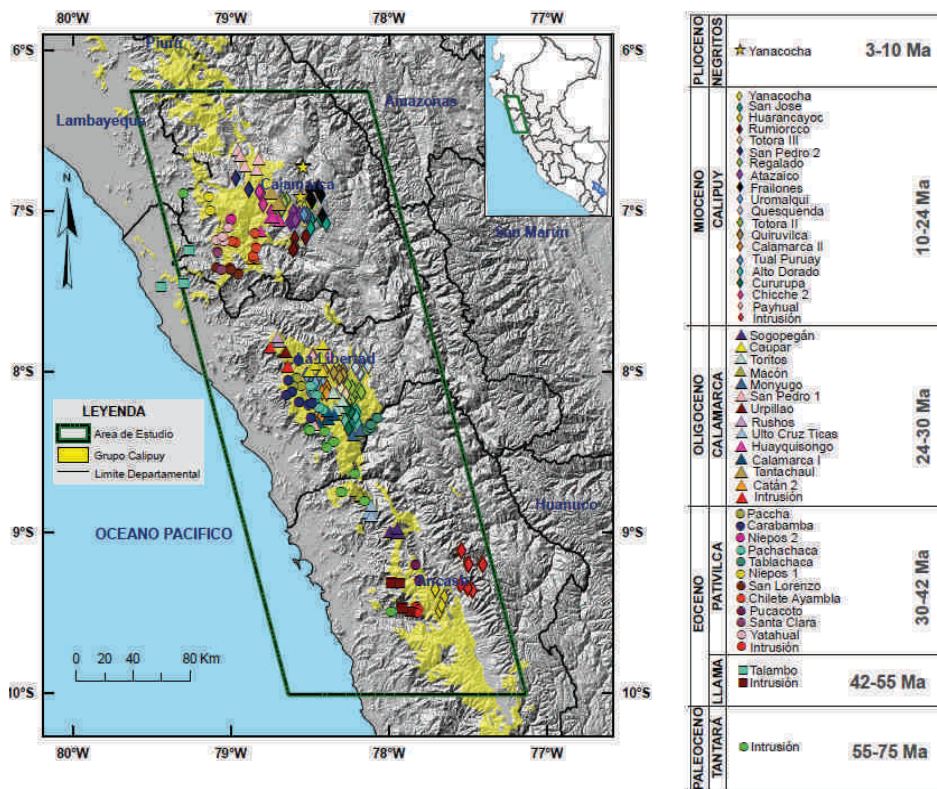 80°W 79°W 78°W 77°W
6°S
7°S
8°S
9°S
10°S
Piura
Amazonas
Lambayeque
Cajamarca
San Martín
La Libertad
Huanuco
Ancash
N
LEYENDA
Area de Estudio
Grupo Calipuy
Limite Departamental
OCEANO PACIFICO
0 20 40 80 Km
80°W 79°W 78°W 77°W
6°S
7°S
8°S
9°S
10°S
PLIOCENO
NEGRITOS
Yanacocha
3-10 Ma
MIOCENO
CALIPUY
Yanacocha
San Jose
Huarancayoc
Rumiorcco
Totora III
San Pedro 2
Regalado
Atazaico
Frailones
Uromalqui
Quesquenda
Totora II
Quiruvilca
Calamarca II
Tual Puruay
Alto Dorado
Cururupa
Chicche 2
Payhual
Intrusión
10-24 Ma
OLIGOCENO
CALAMARCA
Sogopegán
Caupar
Toritos
Macón
Monyugo
San Pedro 1
Urpillao
Rushos
Ulto Cruz Ticas
Huayquisongo
Calamarca I
Tantachaul
Catán 2
Intrusión
24-30 Ma
EOCENO
PATIVILCA
Paccha
Carabamba
Niepos 2
Pachachaca
Tablachaca
Niepos 1
San Lorenzo
Chilete Ayambla
Pucacoto
Santa Clara
Yatahual
Intrusión
30-42 Ma
LLAMA
Talambo
Intrusión
42-55 Ma
PALEOCENO
TANTARÁ
Intrusión
55-75 Ma